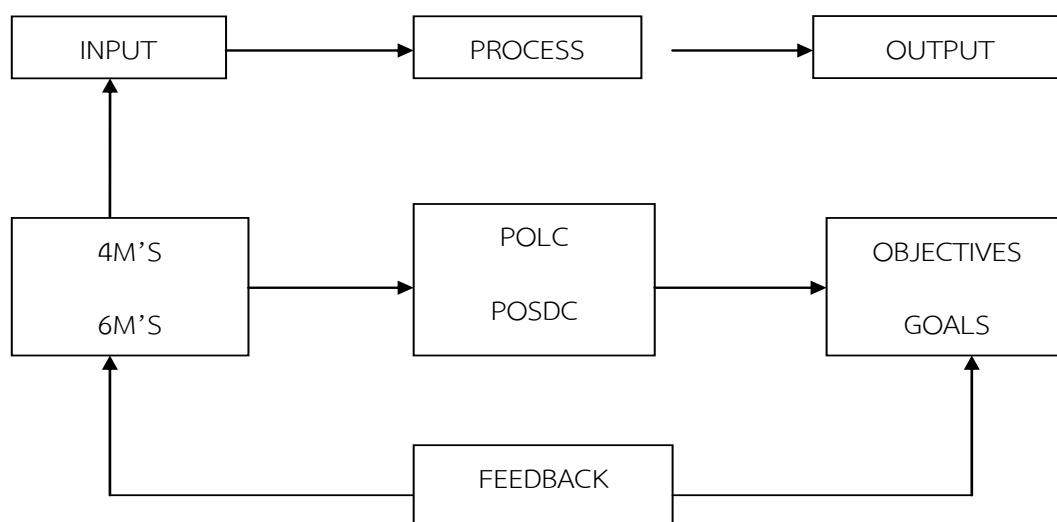 INPUT
PROCESS
OUTPUT
4M’S
6M’S
POLC
POSDC
OBJECTIVES
GOALS
FEEDBACK